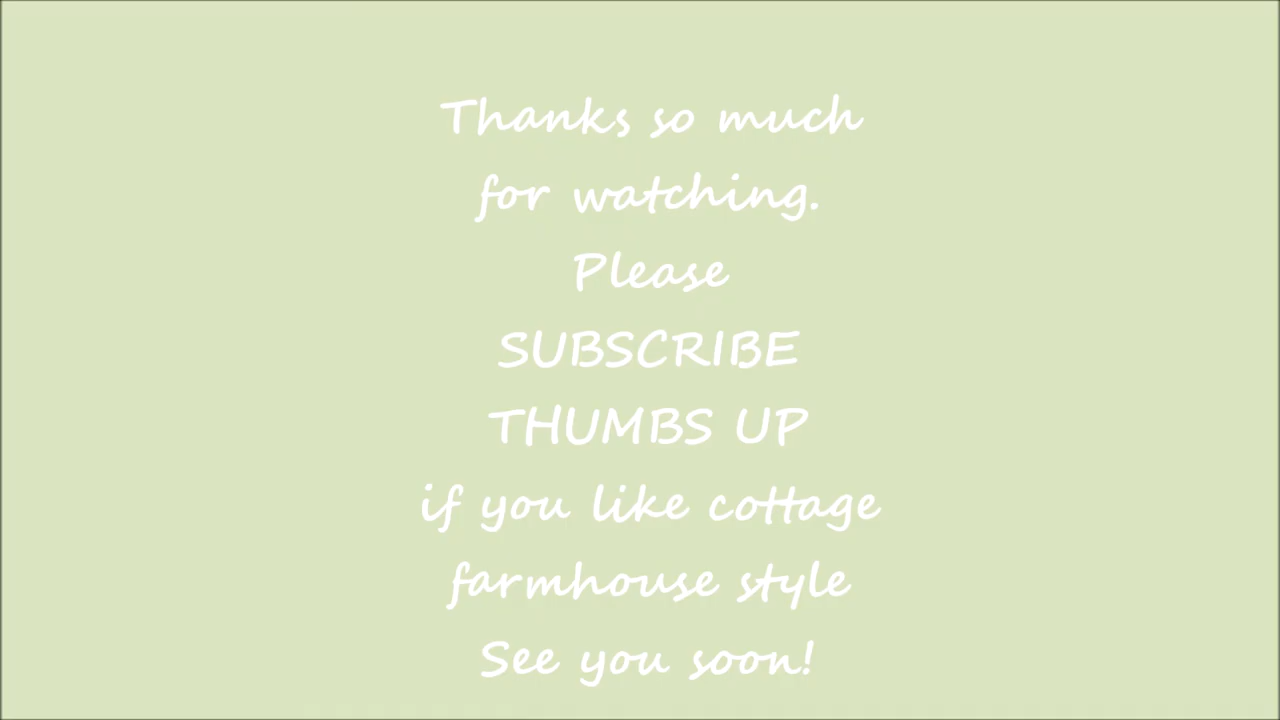 Thanks so much
for watching.
Please
SUBSCRIBE
THUMBS UP
if you like cottage
farmhouse style
See you soon!